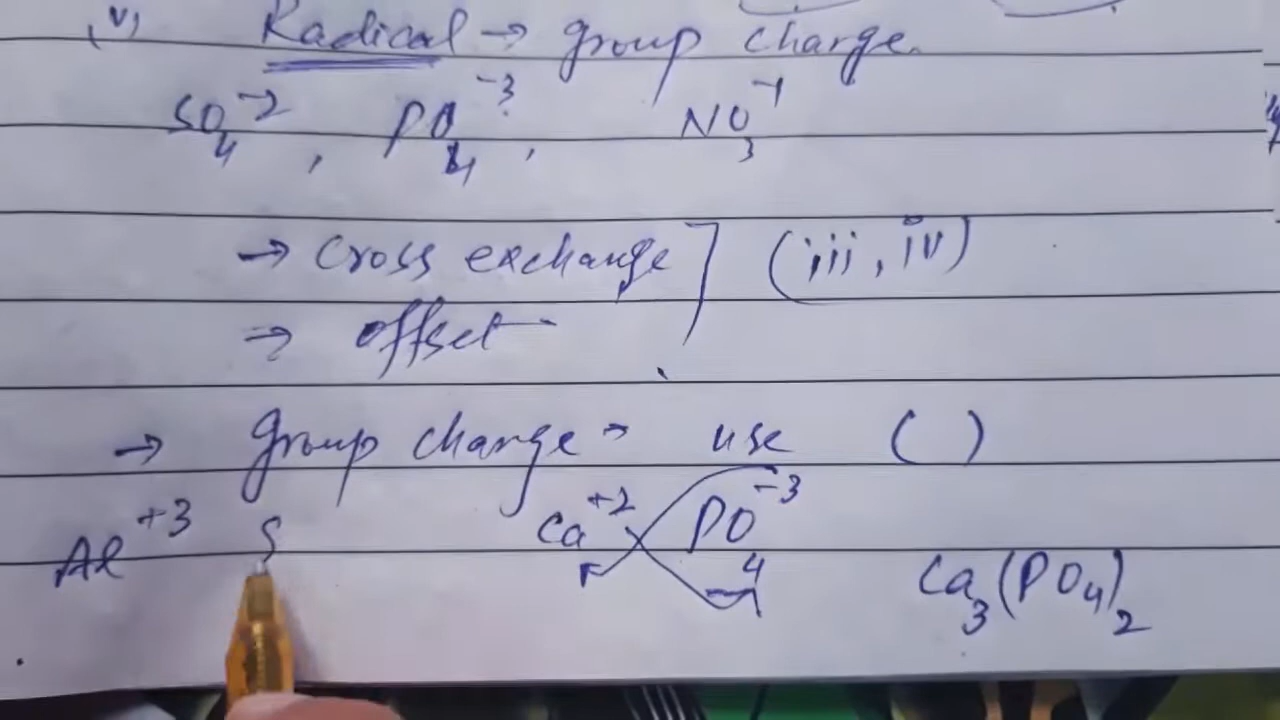 (v) Radical → group charge.
SO₄⁻², PO₄⁻³, NO₃⁻¹
→ Cross exchange ] (iii, iv)
→ offset
→ group charge → use ( )
Al⁺³ S Ca⁺² PO₄⁻³ Ca₃(PO₄)₂